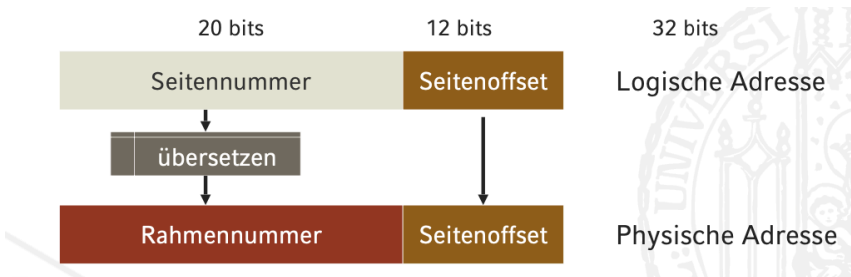 20 bits 12 bits 32 bits
Seitennummer Seitenoffset Logische Adresse
übersetzen
Rahmennummer Seitenoffset Physische Adresse